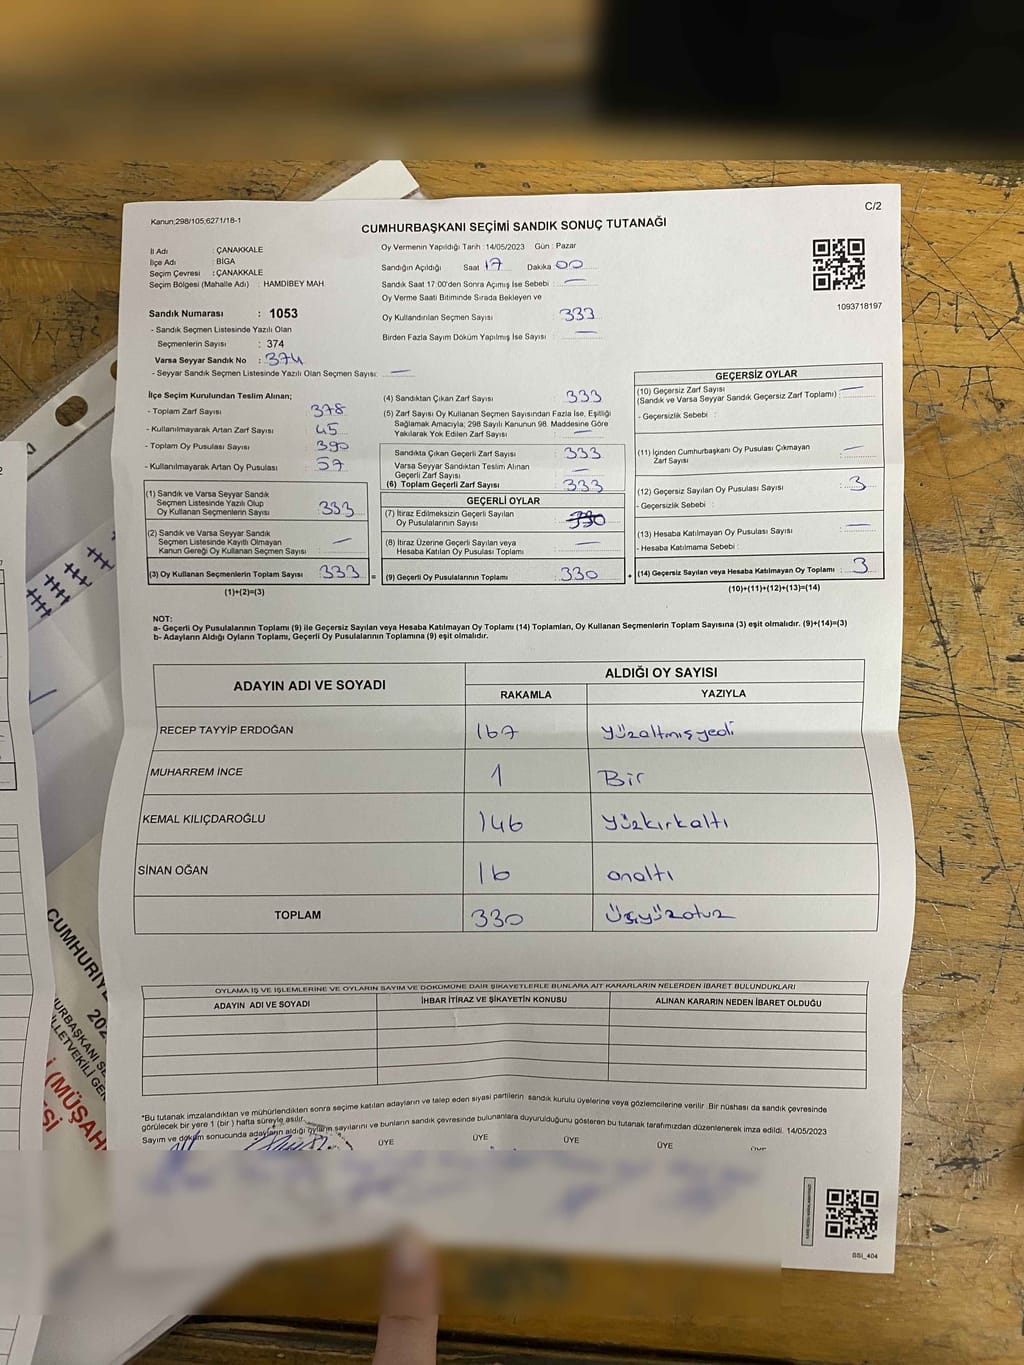 Kanun;298/105,6271/18-1
C/2
CUMHURBAŞKANI SEÇİMİ SANDIK SONUÇ TUTANAĞI
İl Adı : ÇANAKKALE
İlçe Adı : BİGA
Seçim Çevresi : ÇANAKKALE
Seçim Bölgesi (Mahalle Adı) : HAMDİBEY MAH.
Sandık Numarası : 1053
- Sandık Seçmen Listesinde Yazılı Olan
Seçmenlerin Sayısı : 374
Varsa Seyyar Sandık No : 374
- Seyyar Sandık Seçmen Listesinde Yazılı Olan Seçmen Sayısı: —
Oy Vermenin Yapıldığı Tarih : 14/05/2023 Gün : Pazar
Sandığın Açıldığı Saat 17 Dakika 00
Sandık Saat 17.00'den Sonra Açımış İse Sebebi : —
Oy Verme Saati Bitiminde Sırada Bekleyen ve
Oy Kullandırılan Seçmen Sayısı : 333
Birden Fazla Sayım Döküm Yapılmış İse Sayısı : —
1093718197
İlçe Seçim Kurulundan Teslim Alınan;
- Toplam Zarf Sayısı : 378
- Kullanılmayarak Artan Zarf Sayısı : 45
- Toplam Oy Pusulası Sayısı : 390
- Kullanılmayarak Artan Oy Pusulası : 57
(1) Sandık ve Varsa Seyyar Sandık
Seçmen Listesinde Yazılı Olup
Oy Kullanan Seçmenlerin Sayısı : 333
(2) Sandık ve Varsa Seyyar Sandık
Seçmen Listesinde Kayıtlı Olmayan
Kanun Gereği Oy Kullanan Seçmen Sayısı : —
(3) Oy Kullanan Seçmenlerin Toplam Sayısı : 333 =
(1)+(2)=(3)
(4) Sandıktan Çıkan Zarf Sayısı : 333
(5) Zarf Sayısı Oy Kullanan Seçmen Sayısından Fazla İse, Eşitliği
Sağlamak Amacıyla; 298 Sayılı Kanunun 98. Maddesine Göre
Yakılarak Yok Edilen Zarf Sayısı : —
Sandıkta Çıkan Geçerli Zarf Sayısı : 333
Varsa Seyyar Sandıktan Teslim Alınan
Geçerli Zarf Sayısı : —
(6) Toplam Geçerli Zarf Sayısı : 333
GEÇERLİ OYLAR
(7) İtiraz Edilmeksizin Geçerli Sayılan
Oy Pusulalarının Sayısı : 330
(8) İtiraz Üzerine Geçerli Sayılan veya
Hesaba Katılan Oy Pusulası Toplamı : —
(9) Geçerli Oy Pusulalarının Toplamı : 330 +
GEÇERSİZ OYLAR
(10) Geçersiz Zarf Sayısı
(Sandık ve Varsa Seyyar Sandık Geçersiz Zarf Toplamı) : —
- Geçersizlik Sebebi :
(11) İçinden Cumhurbaşkanı Oy Pusulası Çıkmayan
Zarf Sayısı : —
(12) Geçersiz Sayılan Oy Pusulası Sayısı : 3
- Geçersizlik Sebebi :
(13) Hesaba Katılmayan Oy Pusulası Sayısı : —
- Hesaba Katılmama Sebebi :
(14) Geçersiz Sayılan veya Hesaba Katılmayan Oy Toplamı : 3
(10)+(11)+(12)+(13)=(14)
NOT:
a- Geçerli Oy Pusulalarının Toplamı (9) ile Geçersiz Sayılan veya Hesaba Katılmayan Oy Toplamı (14) Toplamları, Oy Kullanan Seçmenlerin Toplam Sayısına (3) eşit olmalıdır. (9)+(14)=(3)
b- Adayların Aldığı Oyların Toplamı, Geçerli Oy Pusulalarının Toplamına (9) eşit olmalıdır.
ADAYIN ADI VE SOYADI
ALDIĞI OY SAYISI
RAKAMLA YAZIYLA
RECEP TAYYİP ERDOĞAN 167 yüzaltmışyedi
MUHARREM İNCE 1 Bir
KEMAL KILIÇDAROĞLU 146 yüzkırkaltı
SİNAN OĞAN 16 onaltı
TOPLAM 330 üçyüzotuz
OYLAMA İŞ VE İŞLEMLERİNE VE OYLARIN SAYIM VE DÖKÜMÜNE DAİR ŞİKAYETLERLE BUNLARA AİT KARARLARIN NELERDEN İBARET BULUNDUKLARI
ADAYIN ADI VE SOYADI İHBAR İTİRAZ VE ŞİKAYETİN KONUSU ALINAN KARARIN NEDEN İBARET OLDUĞU
*Bu tutanak imzalandıktan ve mühürlendikten sonra seçime katılan adayların ve talep eden siyasi partilerin sandık kurulu üyelerine veya gözlemcilerine verilir .Bir nüshası da sandık çevresinde
görülecek bir yere 1 (bir ) hafta süreyle asılır.
Sayım ve döküm sonucunda adayların aldığı oyların sayılarını ve bunların sandık çevresinde bulunanlara duyurulduğunu gösteren bu tutanak tarafımızdan düzenlenerek imza edildi. 14/05/2023
ÜYE ÜYE ÜYE ÜYE
SSI_404
CUMHURİYE
202